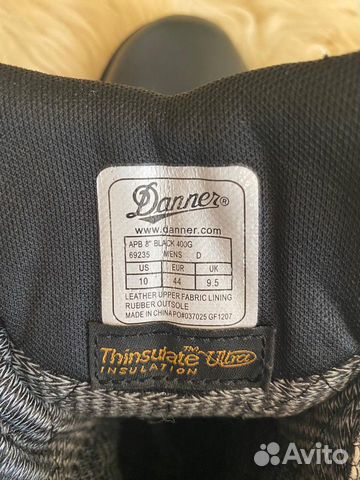 Danner®
www.danner.com
APB 8" BLACK 400G
69235 MENS D
US EUR UK
10 44 9.5
LEATHER UPPER FABRIC LINING
RUBBER OUTSOLE
MADE IN CHINA PO#037025 GF1207
Thinsulate™ Ultra
INSULATION
Avito